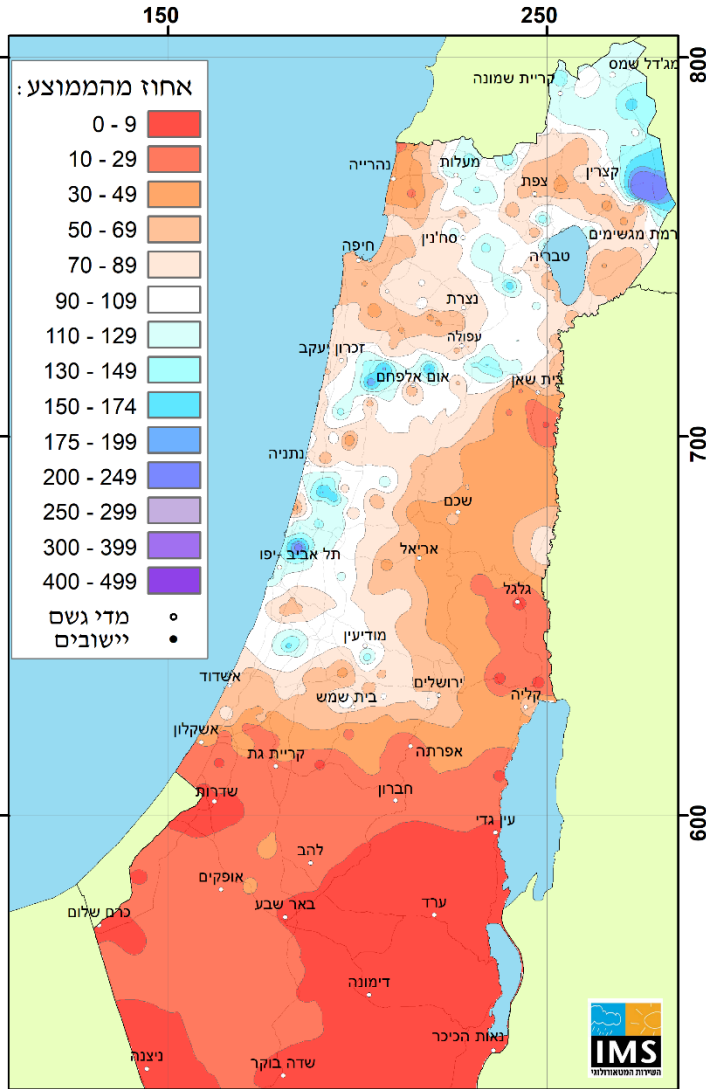 150
250
800
700
600
אחוז מהממוצע :
0 - 9
10 - 29
30 - 49
50 - 69
70 - 89
90 - 109
110 - 129
130 - 149
150 - 174
175 - 199
200 - 249
250 - 299
300 - 399
400 - 499
מדי גשם
יישובים
מג'דל שמס
קריית שמונה
מעלות
נהרייה
צפת
קצרין
סח'נין
רמת מגשימים
חיפה
טבריה
נצרת
עפולה
זכרון יעקב
אום אלפחם
בית שאן
נתניה
שכם
תל אביב -יפו
אריאל
גלגל
מודיעין
אשדוד
ירושלים
בית שמש
קליה
אשקלון
אפרתה
קריית גת
שדרות
חברון
עין גדי
להב
אופקים
ערד
באר שבע
כרם שלום
דימונה
נאות הכיכר
ניצנה
שדה בוקר
IMS
השירות המטאורולוגי